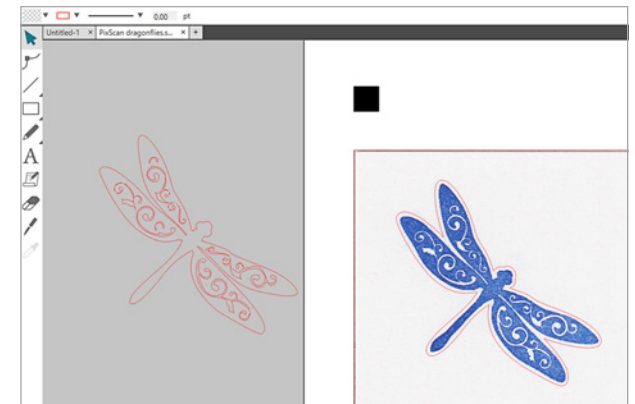 0.00 pt
Untitled-1 × PixScan dragonflies.s... × +
A